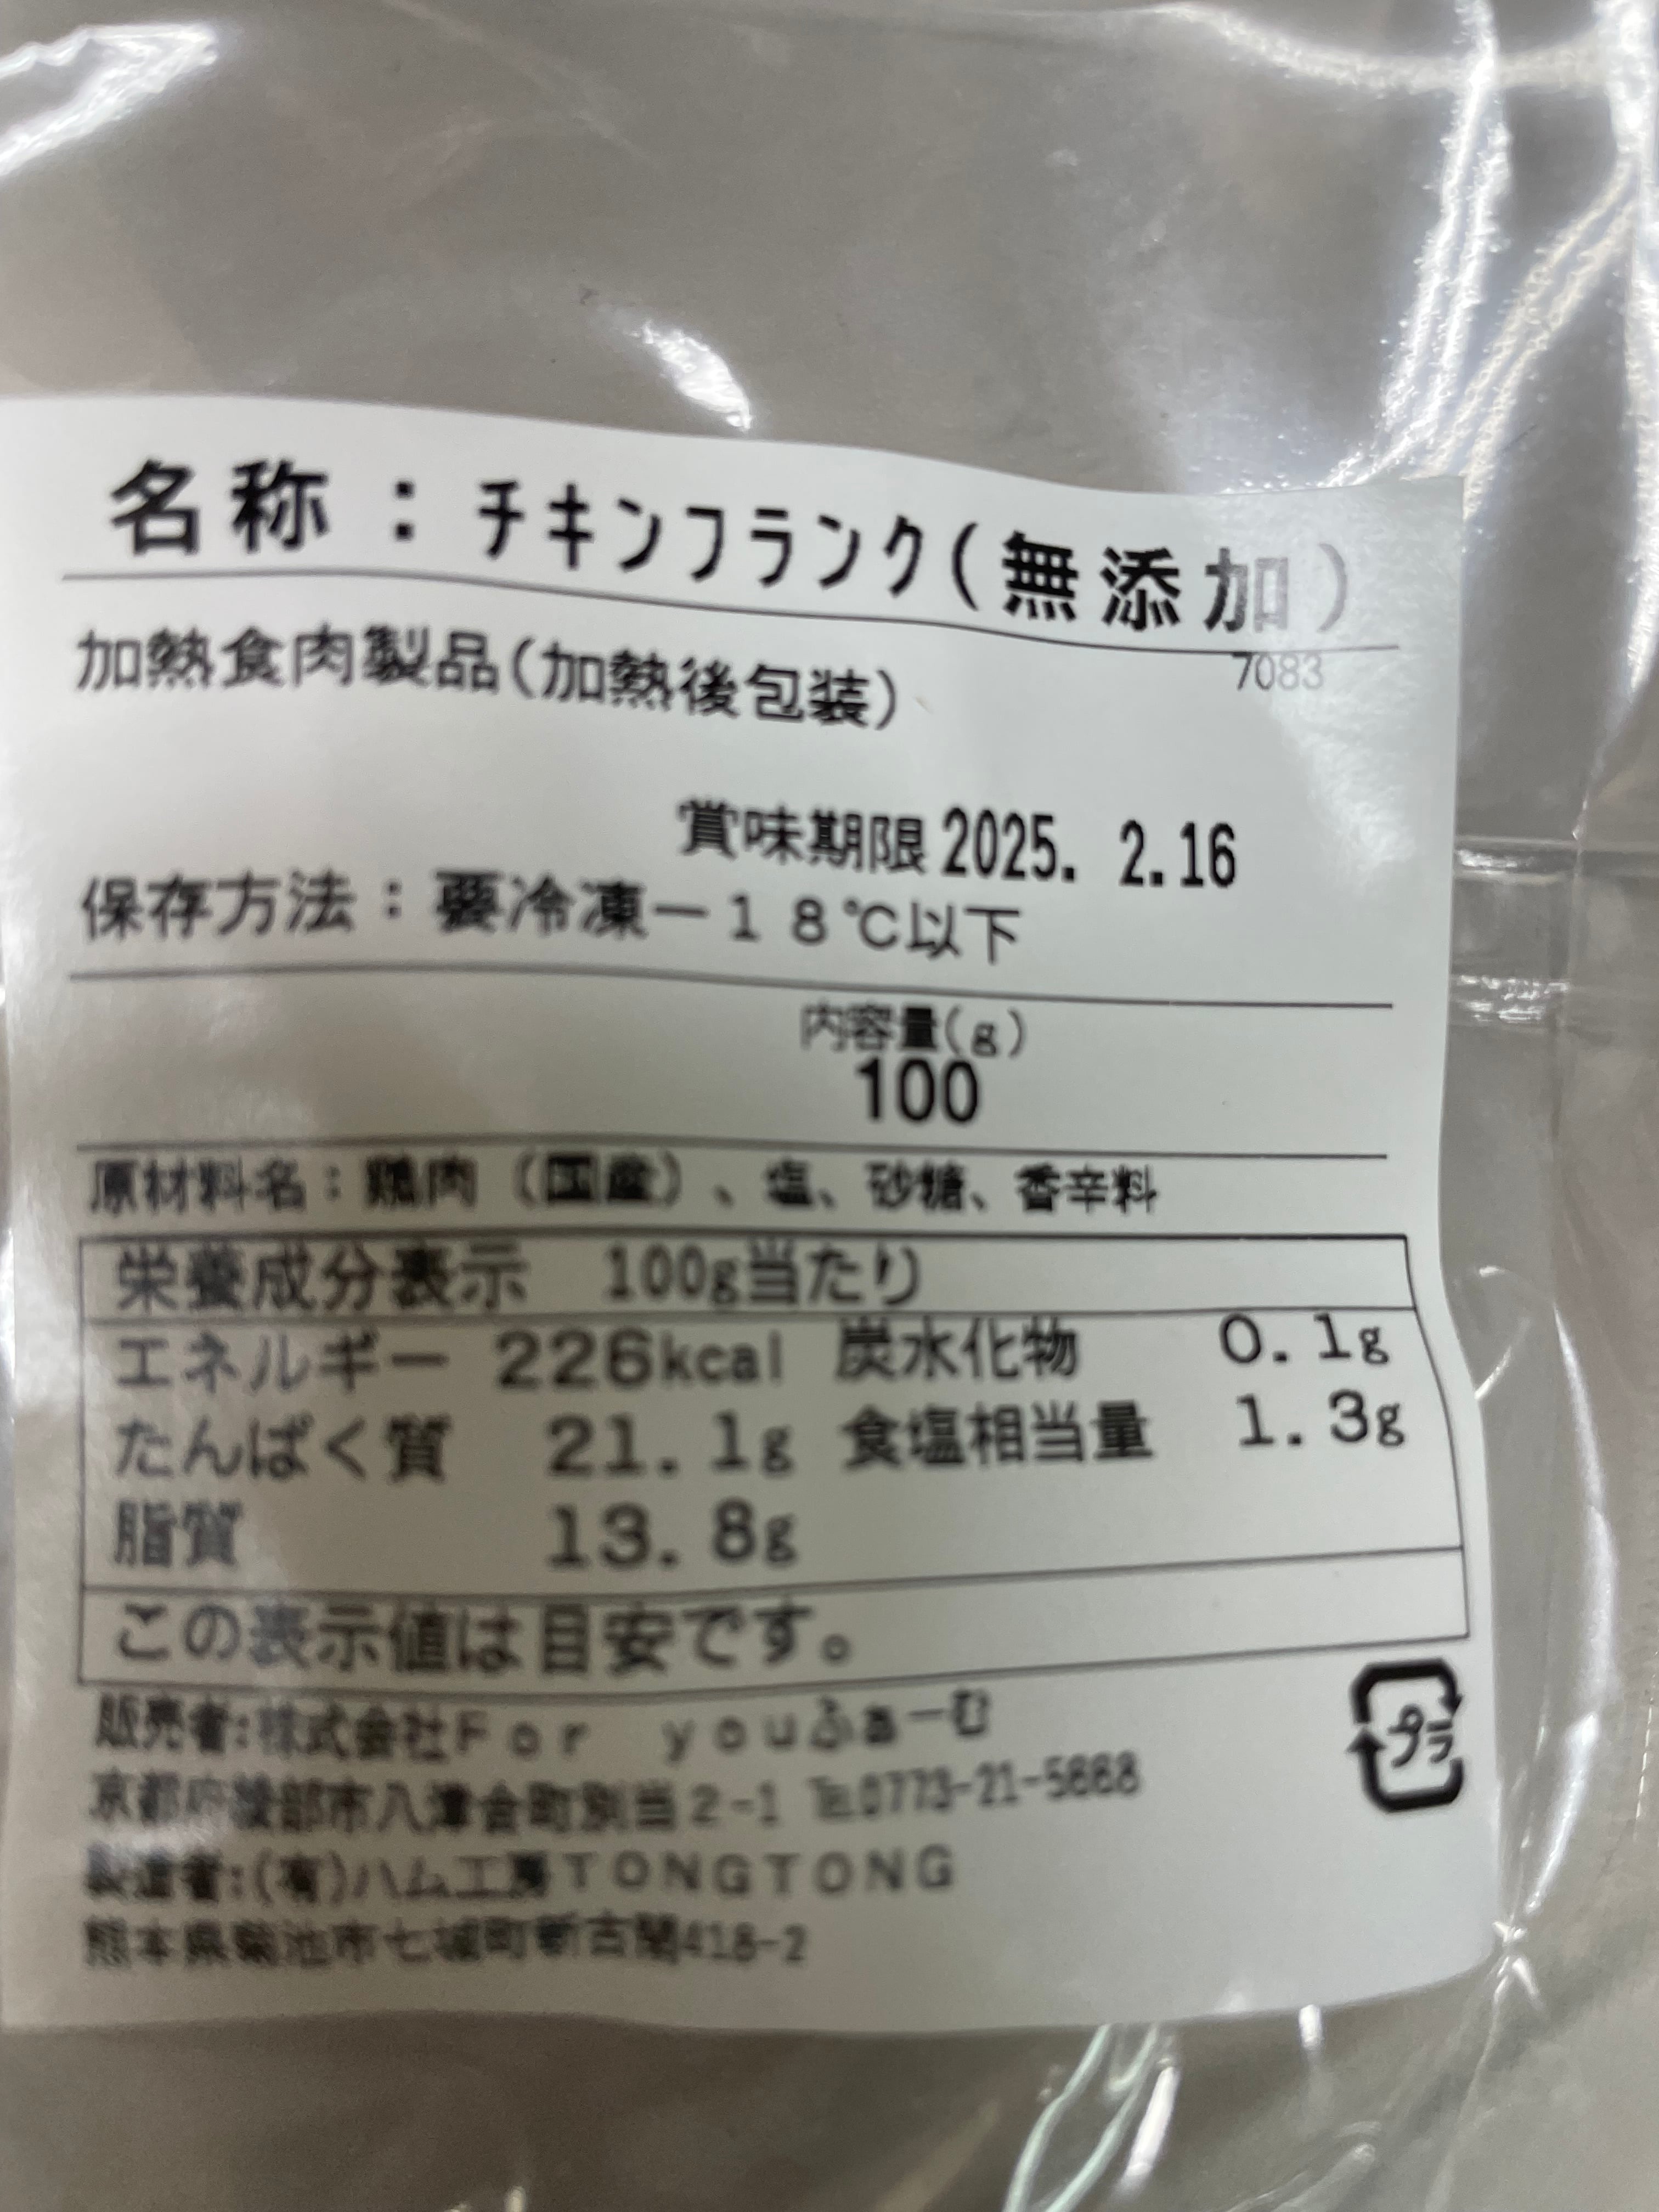 名称：チキンフランク(無添加)
加熱食肉製品(加熱後包装)
7083
賞味期限 2025. 2.16
保存方法：要冷凍－18℃以下
内容量(g)
100
原材料名：鶏肉（国産）、塩、砂糖、香辛料
栄養成分表示 100g当たり
エネルギー 226kcal 炭水化物 0.1g
たんぱく質 21.1g 食塩相当量 1.3g
脂質 13.8g
この表示値は目安です。
販売者:株式会社For youふぁーむ
京都府綾部市八津合町別当2-1 ℡0773-21-5888
製造者:(有)ハム工房TONGTONG
熊本県菊池市七城町新古閑418-2
プラ